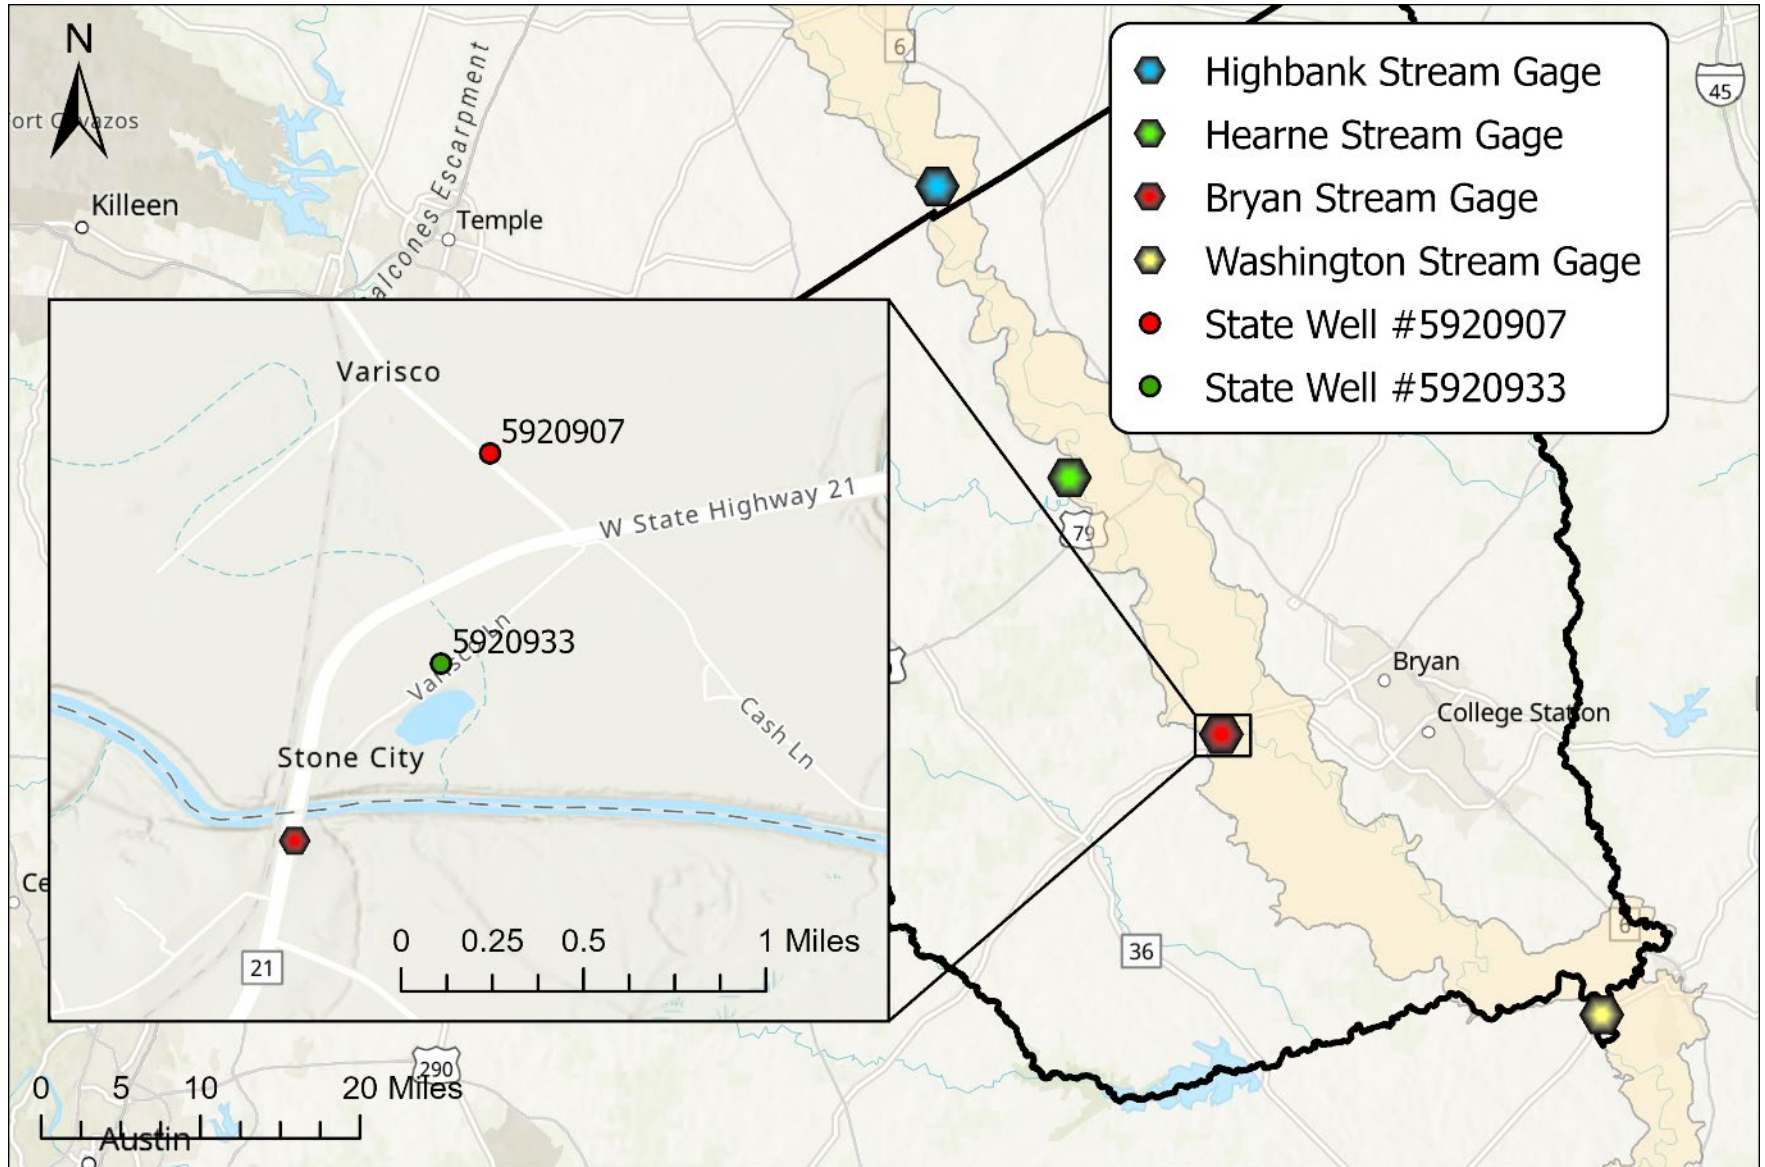 N
6
45
Highbank Stream Gage
Hearne Stream Gage
Bryan Stream Gage
Washington Stream Gage
State Well #5920907
State Well #5920933
Killeen
Temple
Varisco
5920907
W State Highway 21
5920933
Varisco Ln
Cash Ln
Stone City
0 0.25 0.5 1 Miles
21
79
Bryan
College Station
36
6
290
0 5 10 20 Miles
Austin